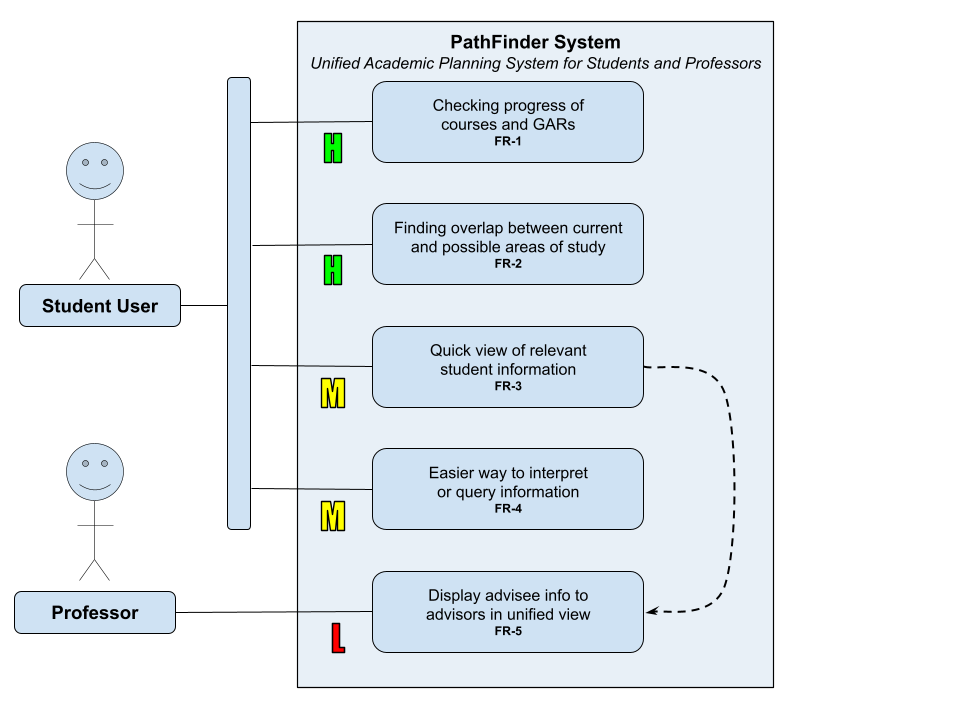 PathFinder System
Unified Academic Planning System for Students and Professors
Checking progress of
courses and GARs
FR-1
H
Finding overlap between current
and possible areas of study
FR-2
H
Student User
Quick view of relevant
student information
FR-3
M
Easier way to interpret
or query information
FR-4
M
Professor
Display advisee info to
advisors in unified view
FR-5
L